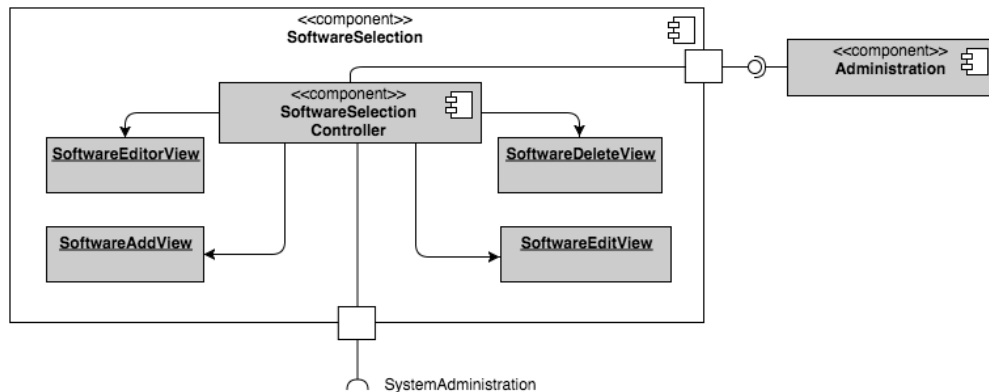 <<component>>
SoftwareSelection
<<component>>
Administration
<<component>>
SoftwareSelection
Controller
SoftwareEditorView
SoftwareDeleteView
SoftwareAddView
SoftwareEditView
SystemAdministration